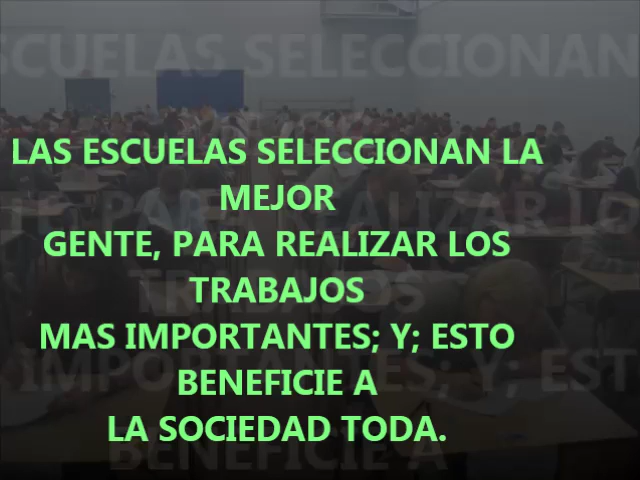 LAS ESCUELAS SELECCIONAN LA
MEJOR
GENTE, PARA REALIZAR LOS
TRABAJOS
MAS IMPORTANTES; Y; ESTO
BENEFICIE A
LA SOCIEDAD TODA.